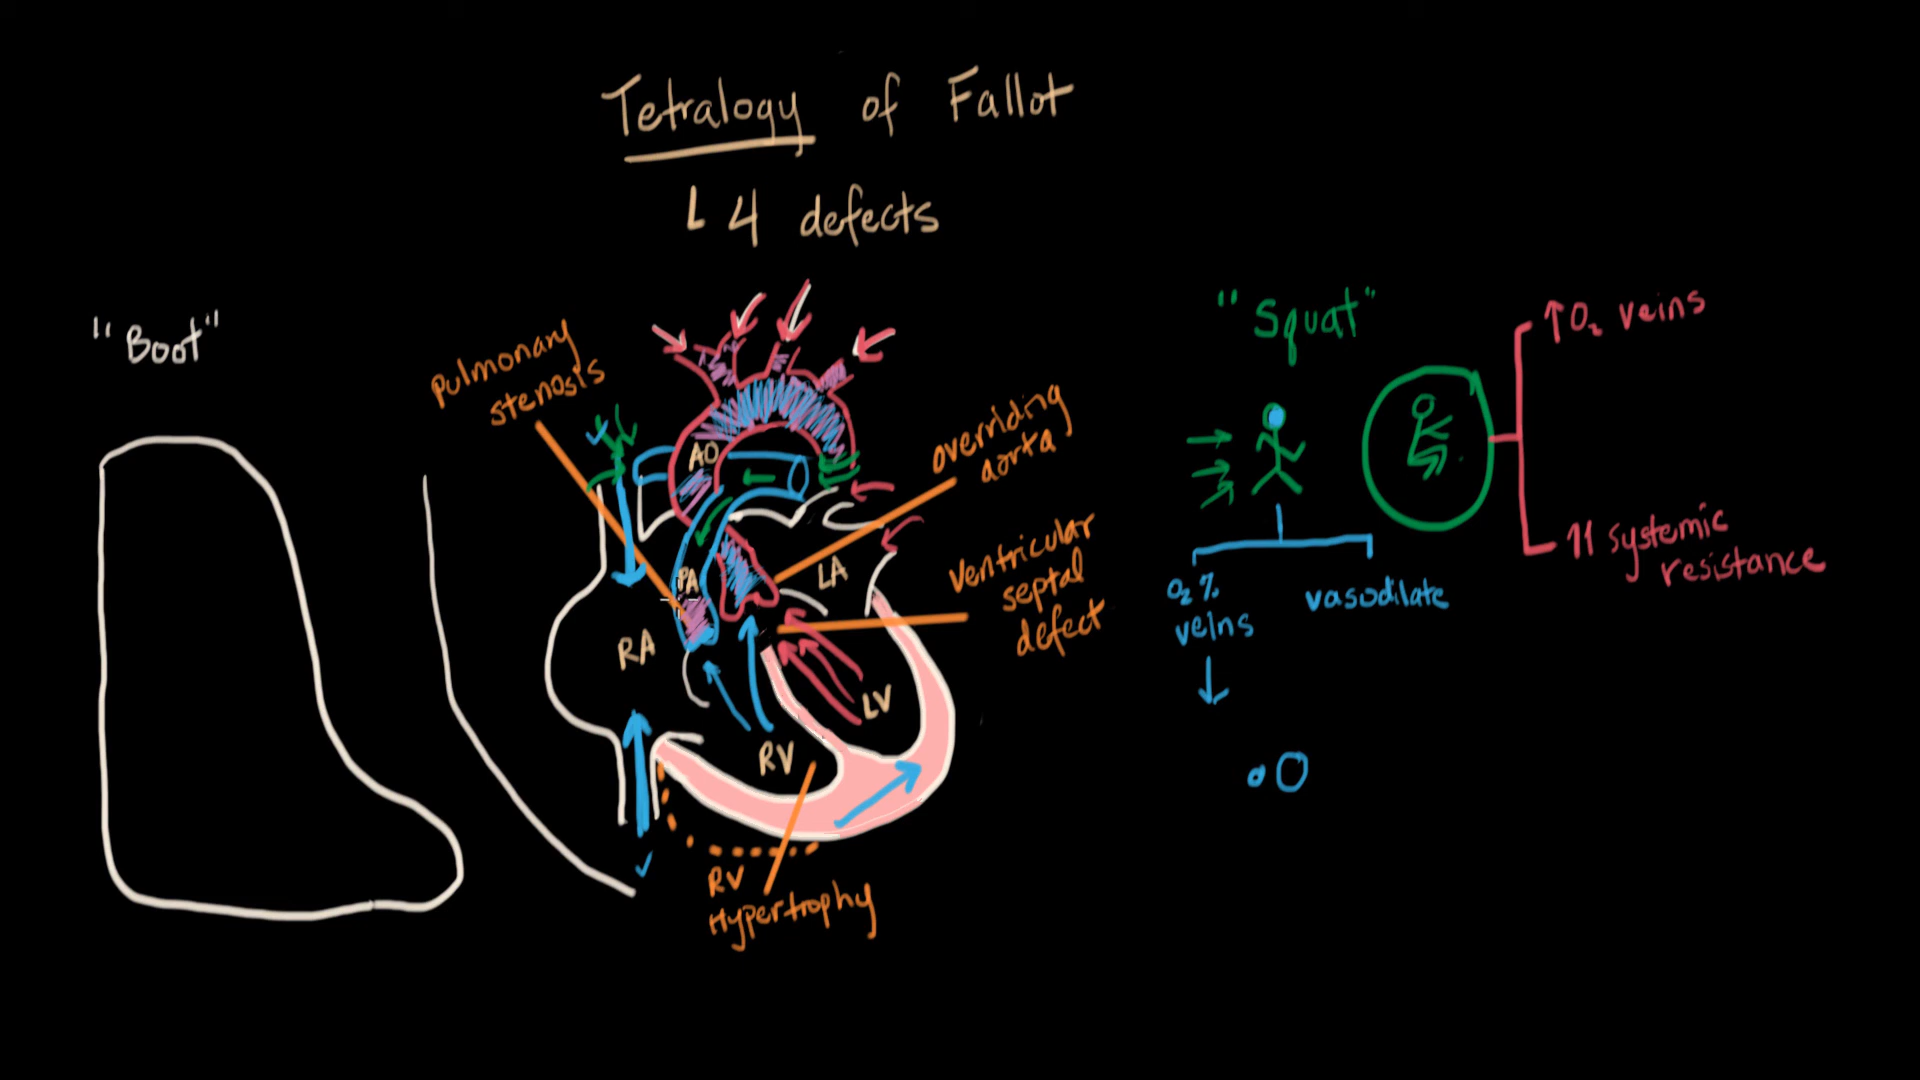 Tetralogy of Fallot
4 defects
"Boot"
pulmonary
stenosis
AO
PA
RA
LA
LV
RV
overriding
aorta
ventricular
septal
defect
RV
Hypertrophy
"Squat"
↑O₂ veins
↑↑ systemic
resistance
O₂ %
veins
↓
vasodilate